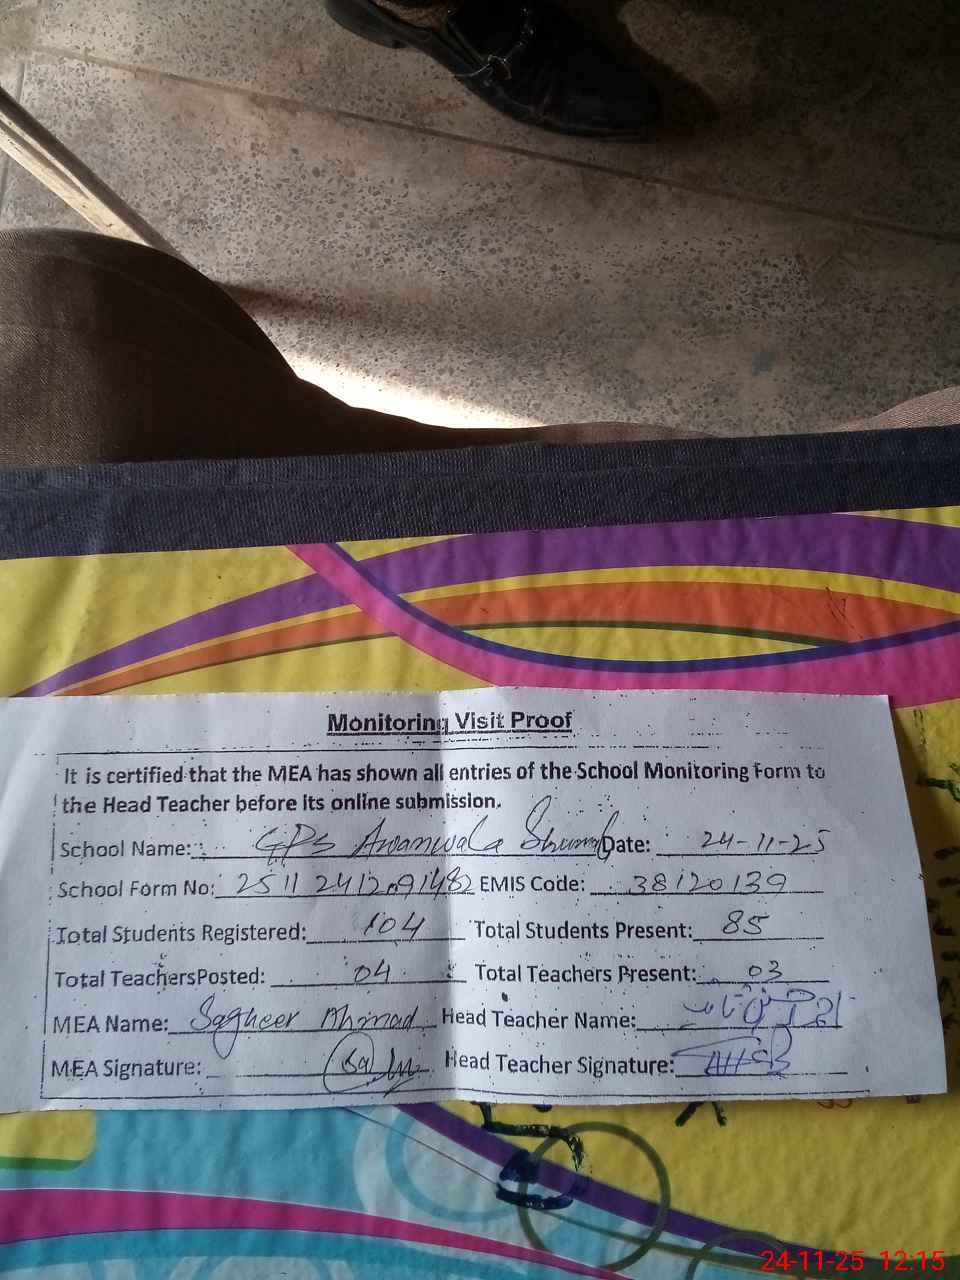 Monitoring Visit Proof
It is certified that the MEA has shown all entries of the School Monitoring Form to
the Head Teacher before its online submission.
School Name: GPS Awanwala Date: 24-11-25
School Form No: EMIS Code: 38120139
Total Students Registered: 104 Total Students Present: 85
Total TeachersPosted: 04 Total Teachers Present: 03
MEA Name: Sagheer Ahmad Head Teacher Name:
MEA Signature: Head Teacher Signature:
24-11-25 12:15